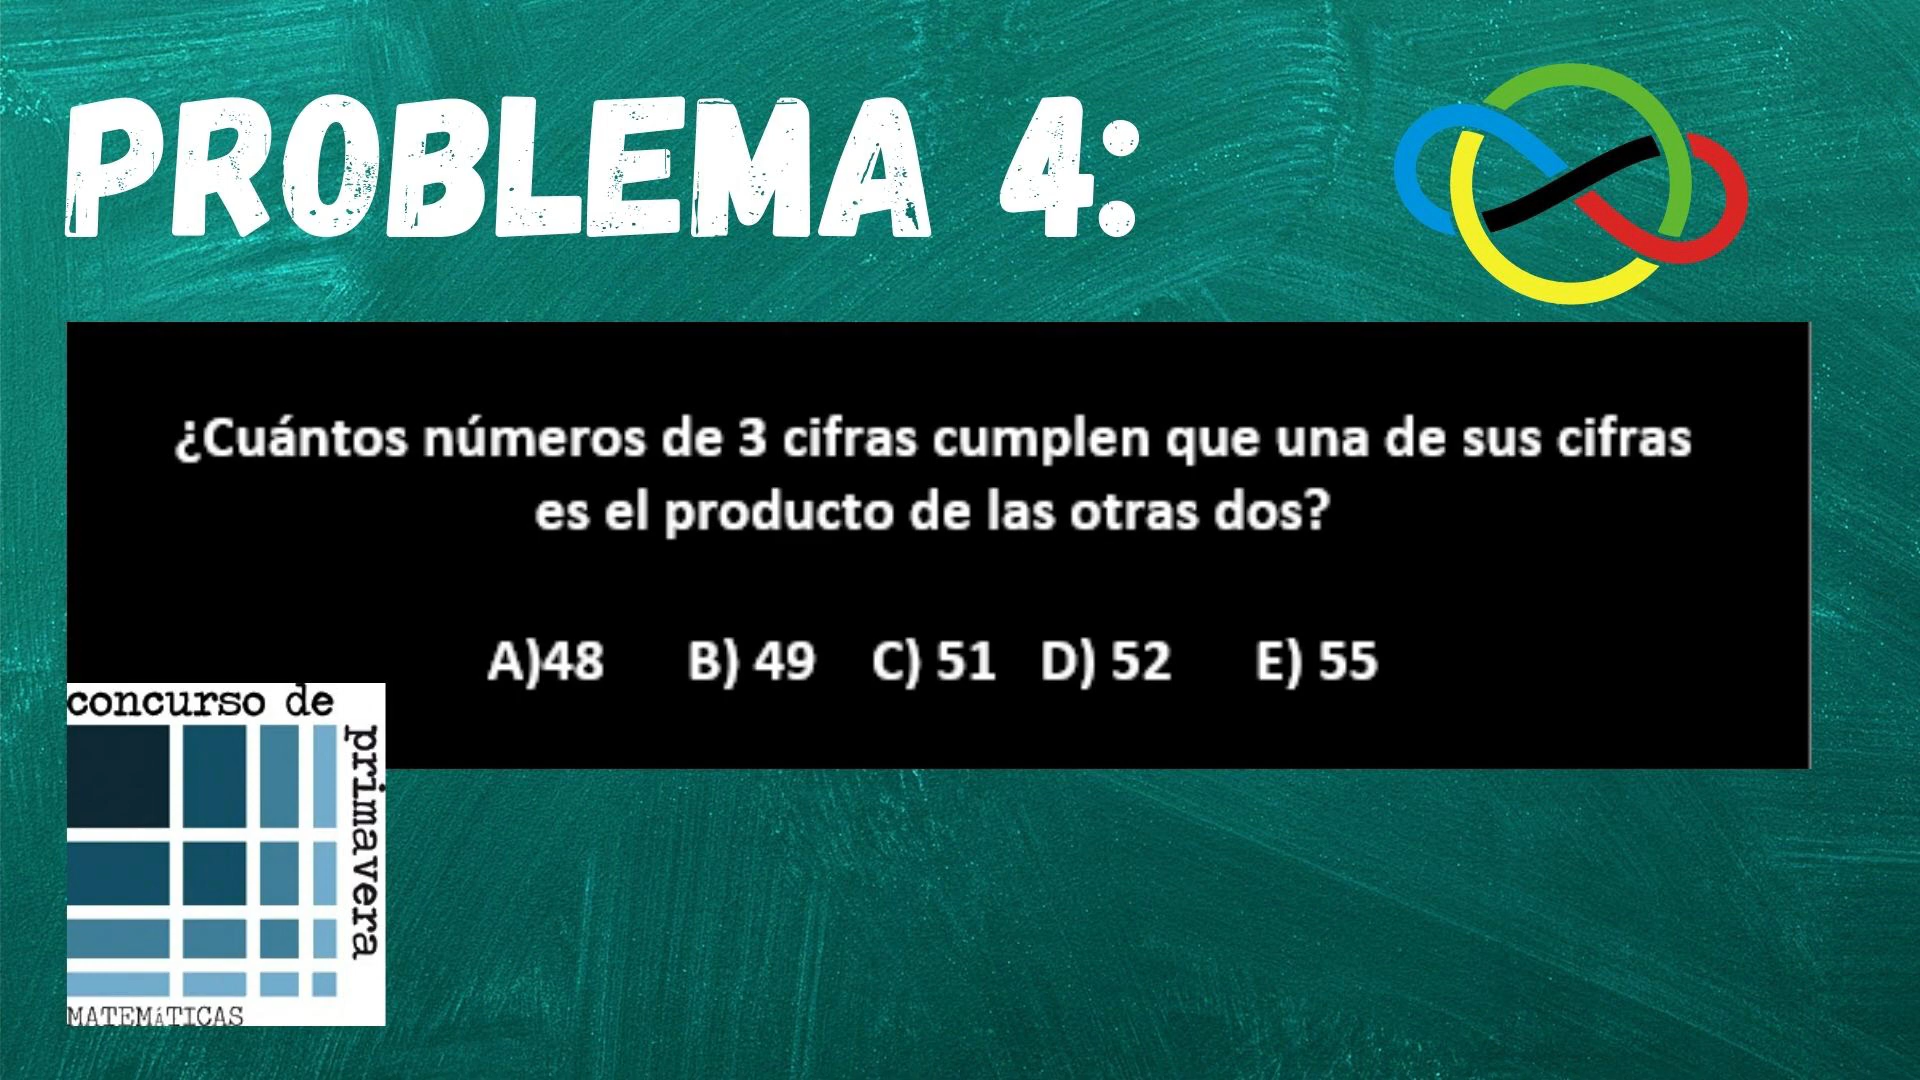 PROBLEMA 4:
¿Cuántos números de 3 cifras cumplen que una de sus cifras
es el producto de las otras dos?
A)48 B) 49 C) 51 D) 52 E) 55
concurso de
primavera
MATEMáTICAS